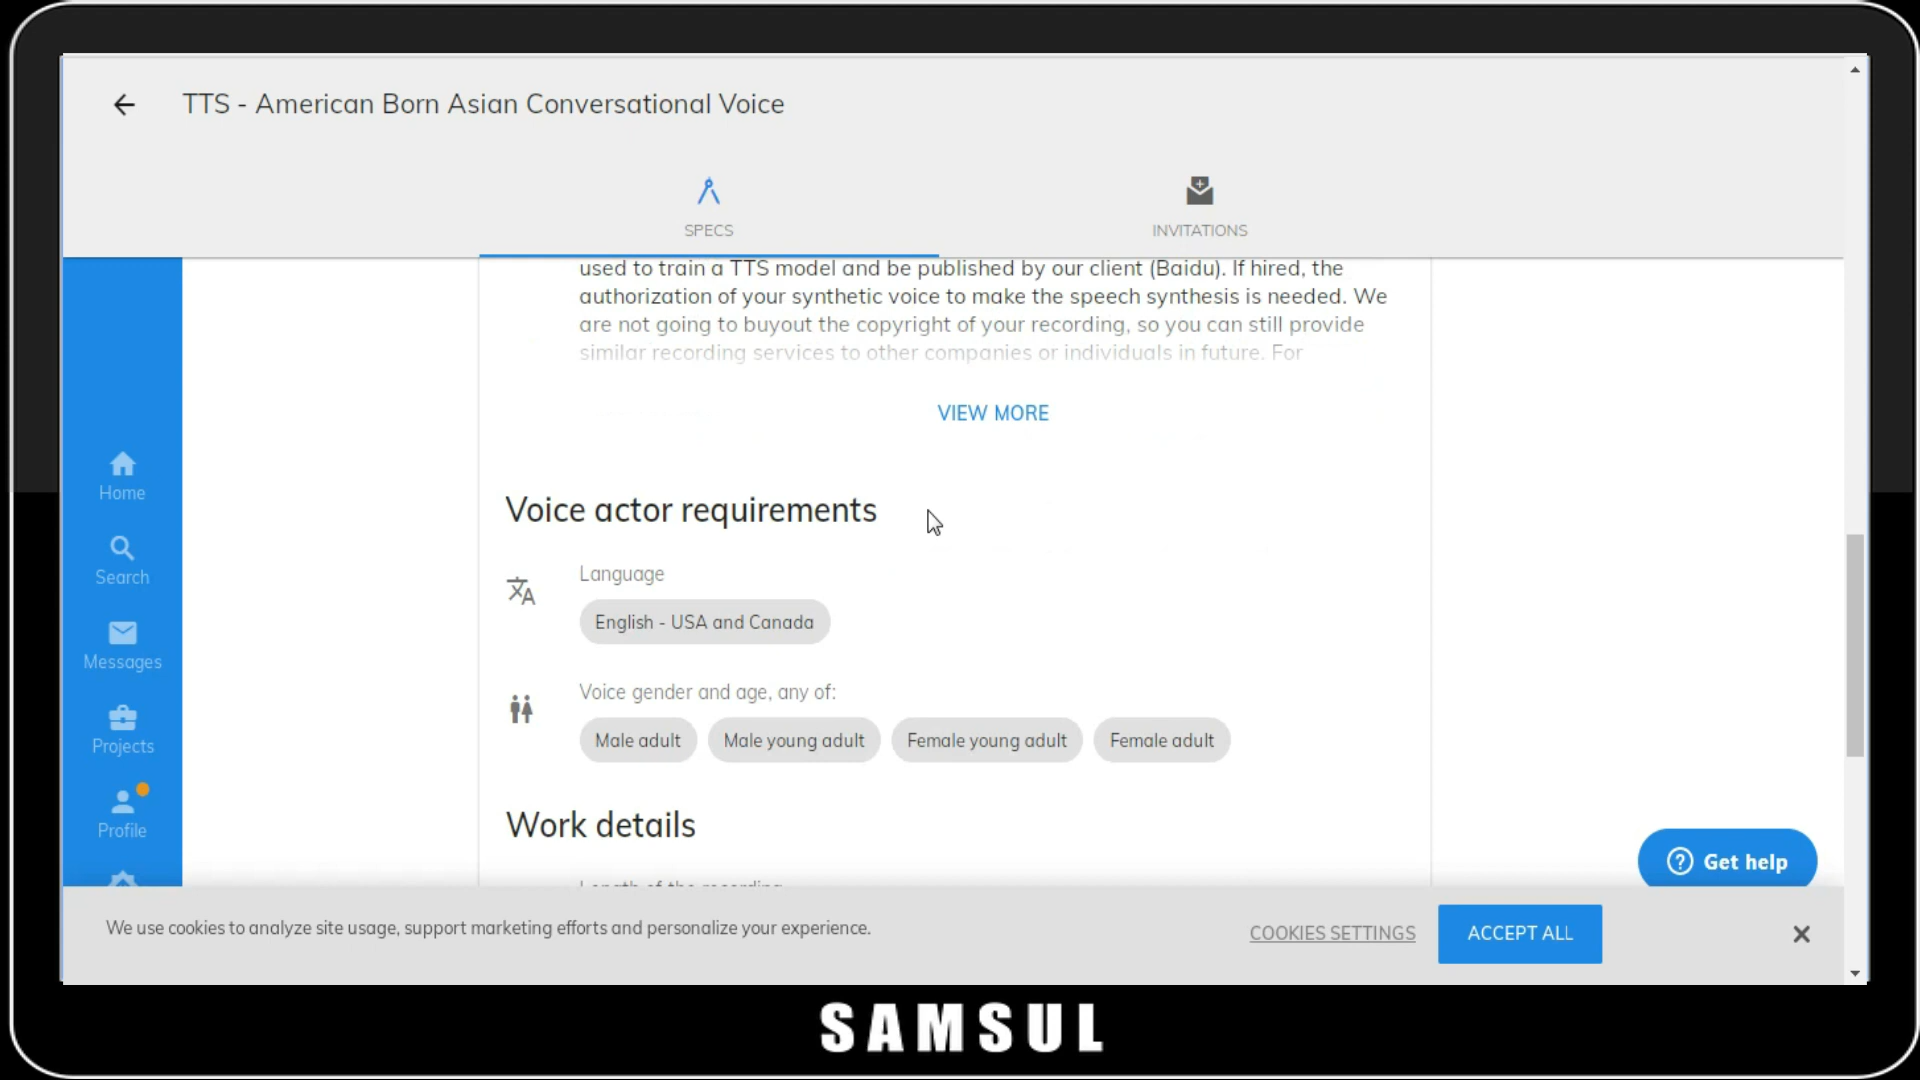 TTS - American Born Asian Conversational Voice
SPECS
INVITATIONS
used to train a TTS model and be published by our client (Baidu). If hired, the
authorization of your synthetic voice to make the speech synthesis is needed. We
are not going to buyout the copyright of your recording, so you can still provide
similar recording services to other companies or individuals in future. For
VIEW MORE
Home
Search
Messages
Projects
Profile
Voice actor requirements
Language
English - USA and Canada
Voice gender and age, any of:
Male adult
Male young adult
Female young adult
Female adult
Work details
Length of the recording
Get help
We use cookies to analyze site usage, support marketing efforts and personalize your experience.
COOKIES SETTINGS
ACCEPT ALL
SAMSUL